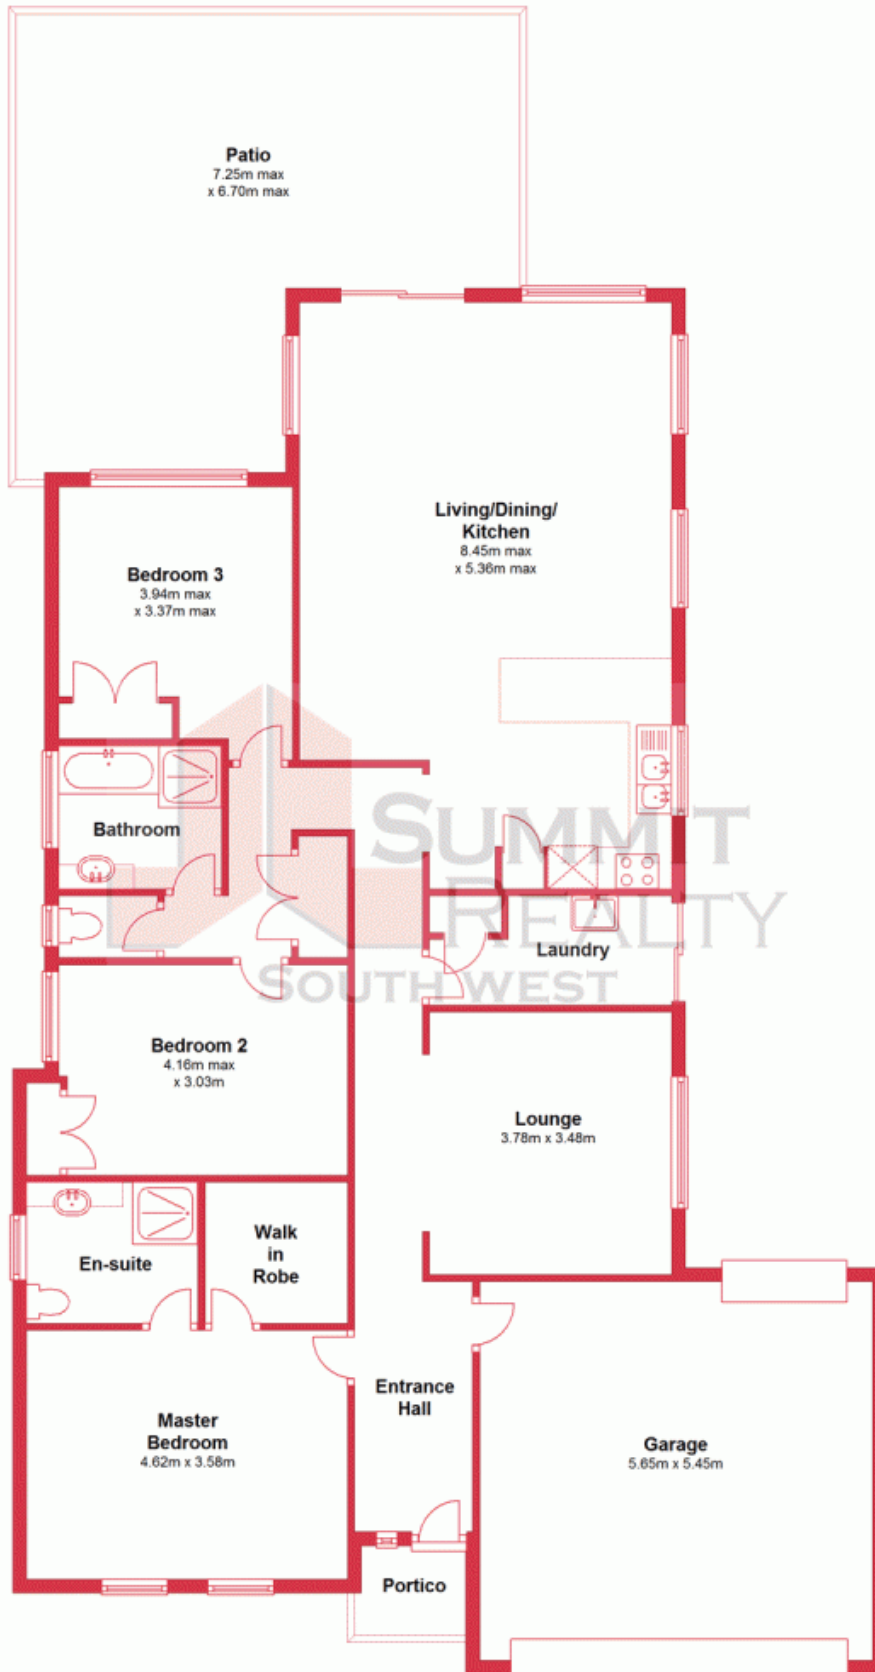 Patio
7.25m max
x 6.70m max
Living/Dining/
Kitchen
8.45m max
x 5.36m max
Bedroom 3
3.94m max
x 3.37m max
Bathroom
SUMMIT
REALTY
SOUTH WEST
Laundry
Bedroom 2
4.16m max
x 3.03m
Lounge
3.78m x 3.48m
En-suite
Walk
in
Robe
Entrance
Hall
Master
Bedroom
4.62m x 3.58m
Garage
5.65m x 5.45m
Portico